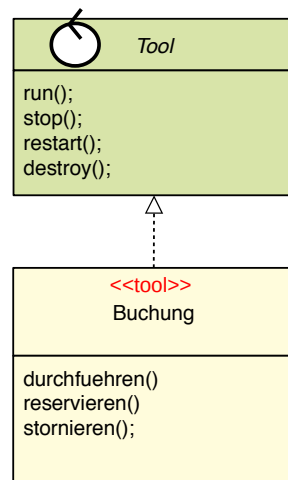 Tool
run();
stop();
restart();
destroy();
<<tool>>
Buchung
durchfuehren()
reservieren()
stornieren();